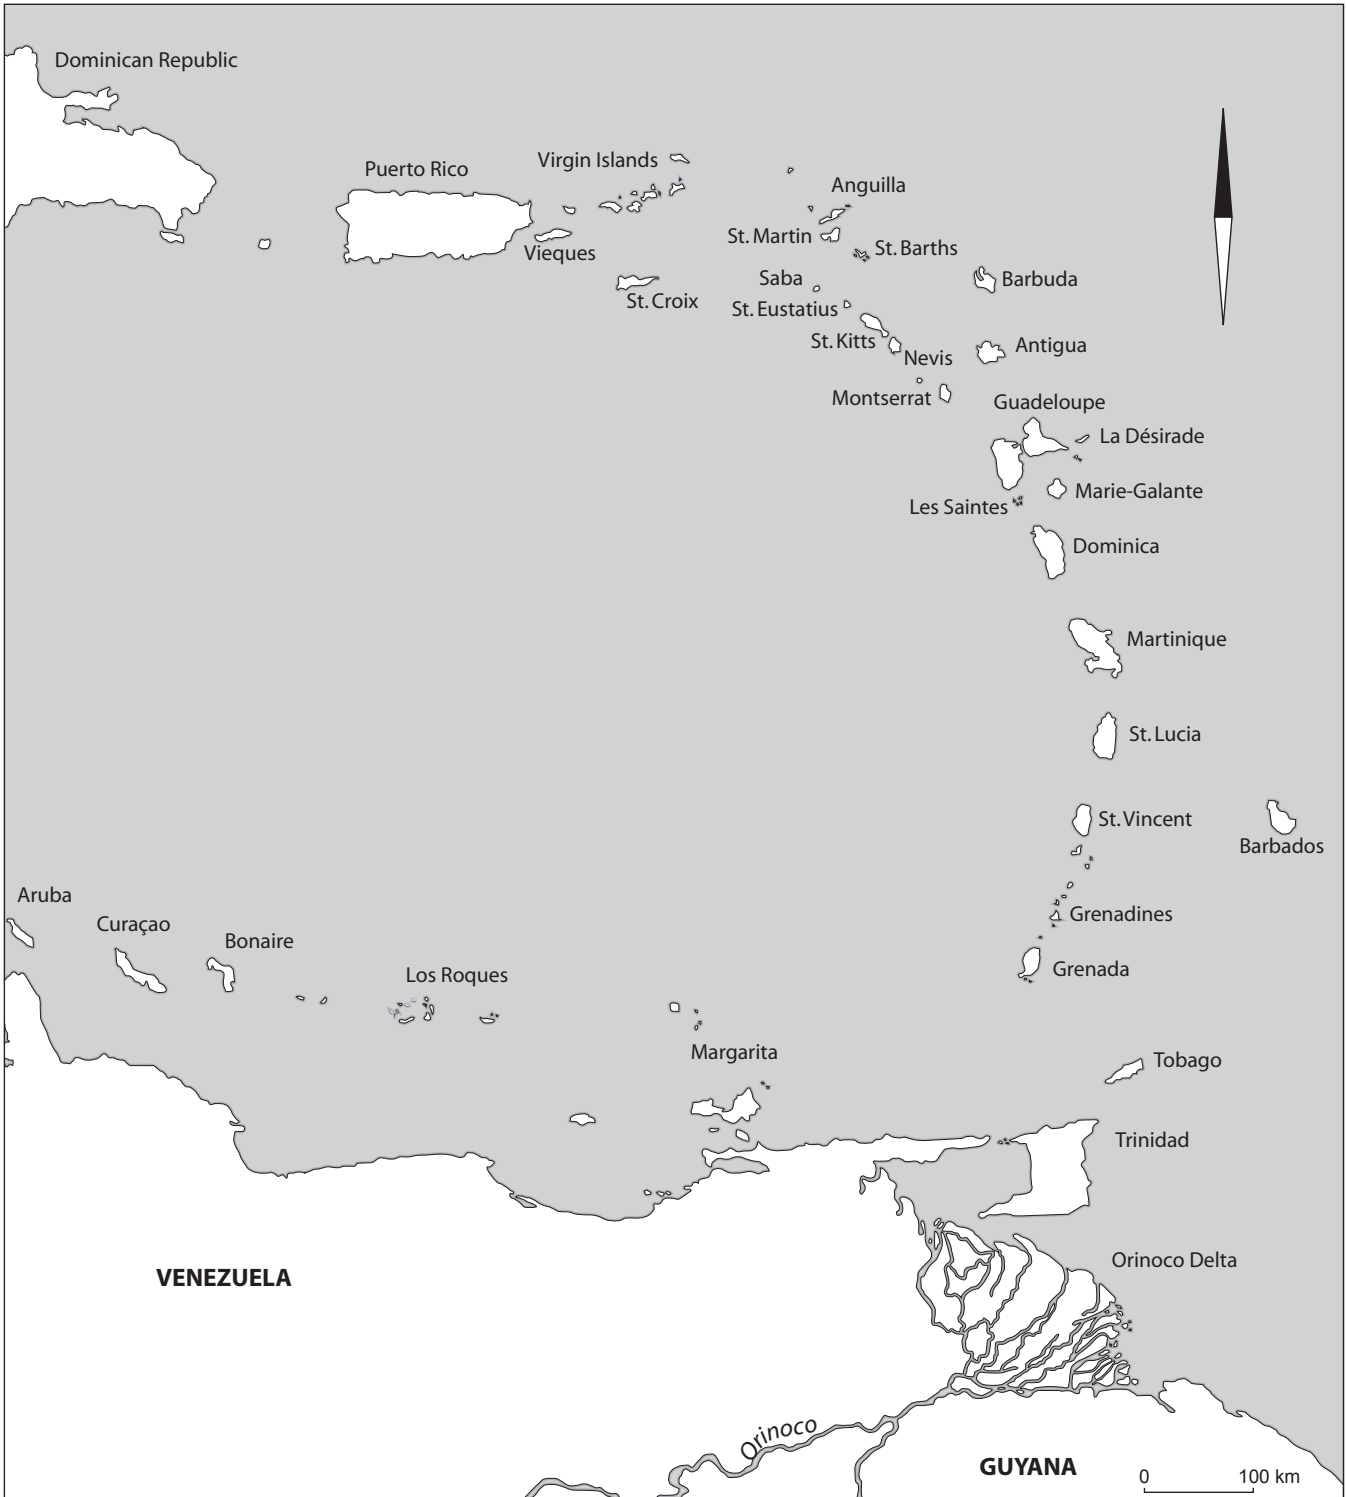 Dominican Republic
Puerto Rico
Virgin Islands
Anguilla
St. Martin
St. Barths
Vieques
Saba
Barbuda
St. Croix
St. Eustatius
St. Kitts
Nevis
Antigua
Montserrat
Guadeloupe
La Désirade
Marie-Galante
Les Saintes
Dominica
Martinique
St. Lucia
St. Vincent
Barbados
Aruba
Curaçao
Bonaire
Grenadines
Los Roques
Grenada
Margarita
Tobago
Trinidad
Orinoco Delta
VENEZUELA
Orinoco
GUYANA
0 100 km